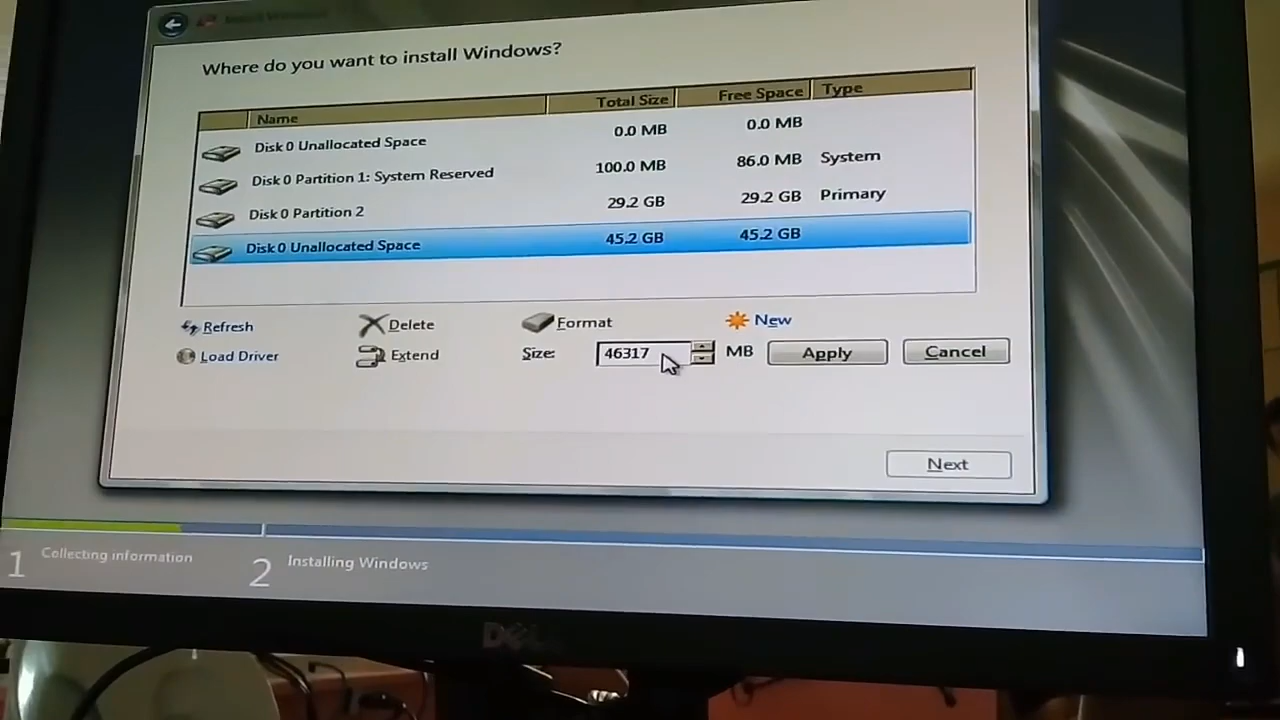 Install Windows
Where do you want to install Windows?
Name Total Size Free Space Type
Disk 0 Unallocated Space 0.0 MB 0.0 MB
Disk 0 Partition 1: System Reserved 100.0 MB 86.0 MB System
Disk 0 Partition 2 29.2 GB 29.2 GB Primary
Disk 0 Unallocated Space 45.2 GB 45.2 GB
Refresh Delete Format New
Load Driver Extend Size: 46317 MB Apply Cancel
Next
1 Collecting information 2 Installing Windows
DELL